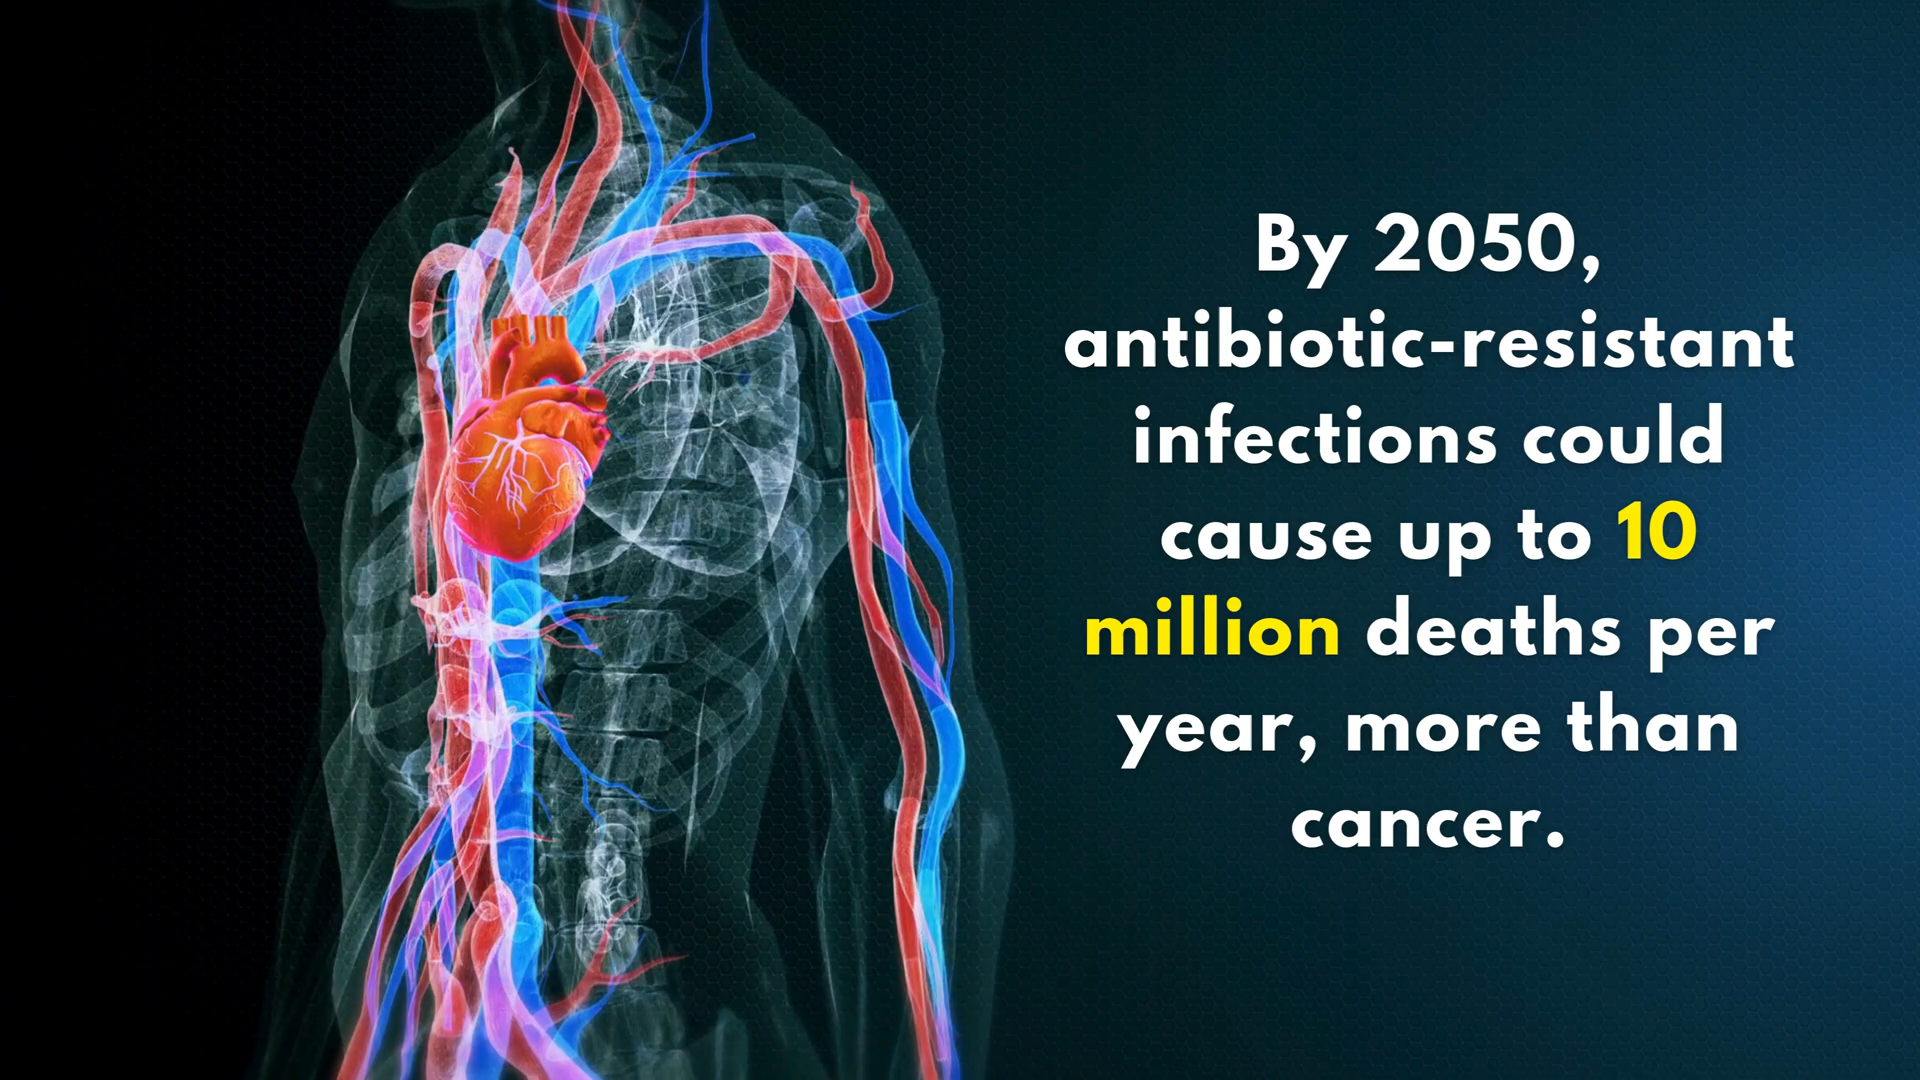 By 2050,
antibiotic-resistant
infections could
cause up to 10
million deaths per
year, more than
cancer.